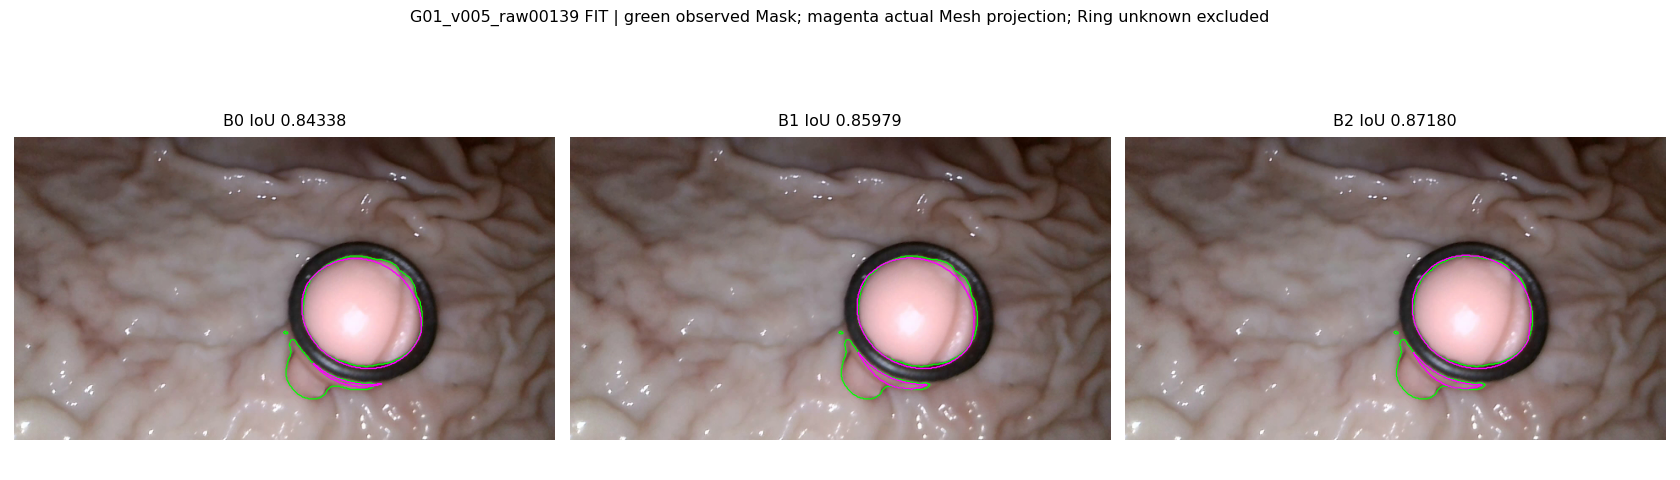 G01_v005_raw00139 FIT | green observed Mask; magenta actual Mesh projection; Ring unknown excluded
B0 IoU 0.84338
B1 IoU 0.85979
B2 IoU 0.87180